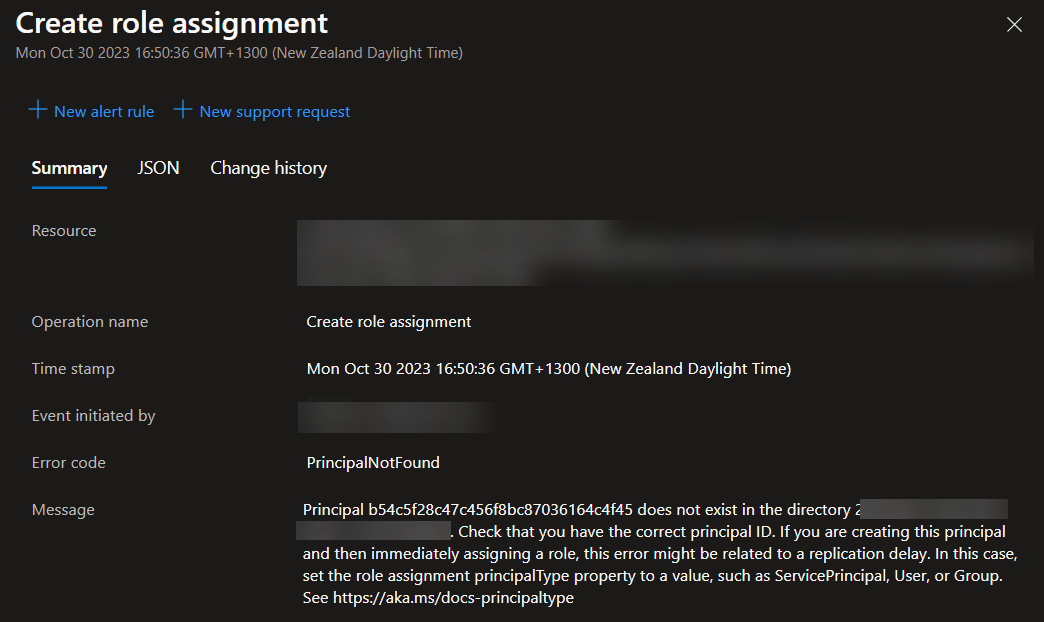 Create role assignment
Mon Oct 30 2023 16:50:36 GMT+1300 (New Zealand Daylight Time)
New alert rule New support request
Summary JSON Change history
Resource
Operation name Create role assignment
Time stamp Mon Oct 30 2023 16:50:36 GMT+1300 (New Zealand Daylight Time)
Event initiated by
Error code PrincipalNotFound
Message Principal b54c5f28c47c456f8bc87036164c4f45 does not exist in the directory 2
. Check that you have the correct principal ID. If you are creating this principal
and then immediately assigning a role, this error might be related to a replication delay. In this case,
set the role assignment principalType property to a value, such as ServicePrincipal, User, or Group.
See https://aka.ms/docs-principaltype